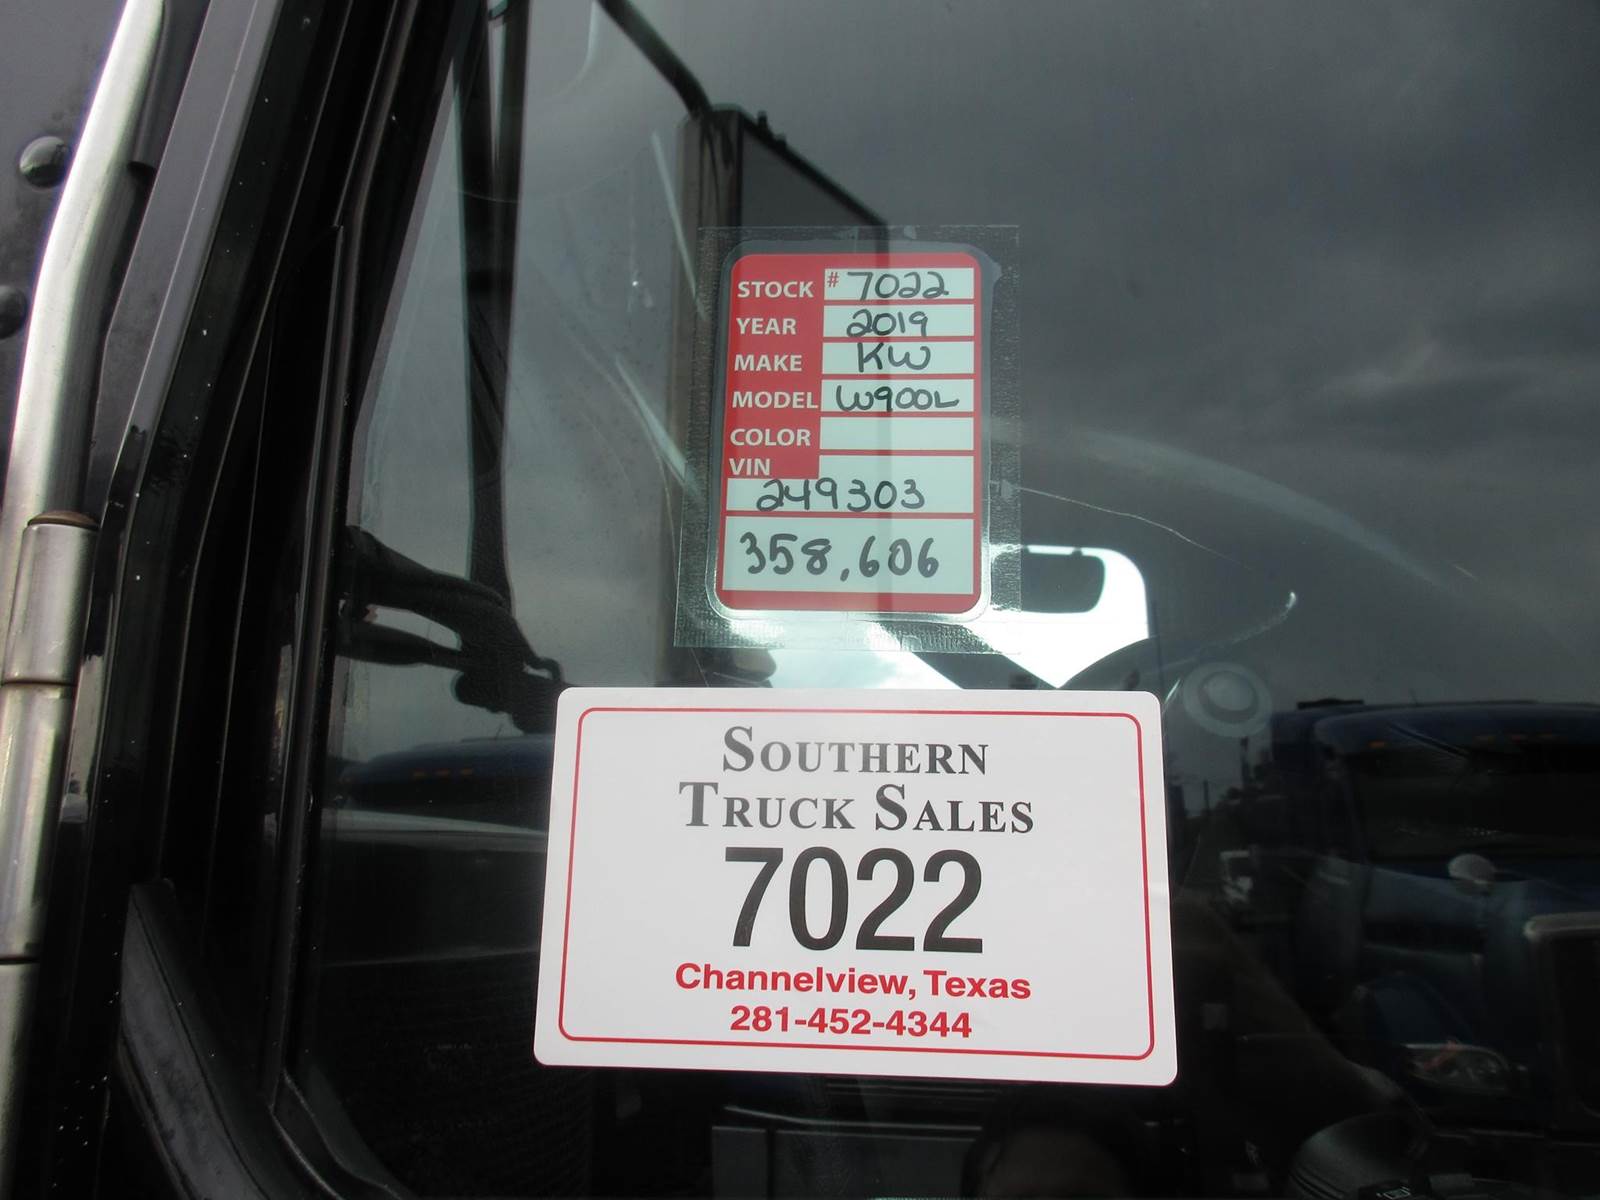 STOCK # 7022
YEAR 2019
MAKE KW
MODEL W900L
COLOR
VIN
249303
358,606
SOUTHERN
TRUCK SALES
7022
Channelview, Texas
281-452-4344